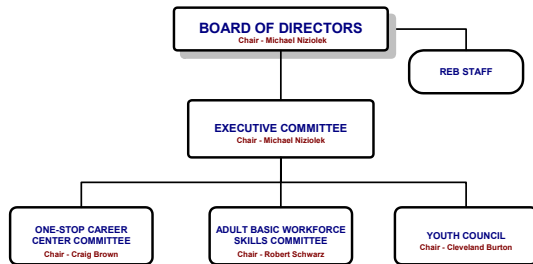 BOARD OF DIRECTORS
Chair - Michael Niziolek
REB STAFF
EXECUTIVE COMMITTEE
Chair - Michael Niziolek
ONE-STOP CAREER
CENTER COMMITTEE
Chair - Craig Brown
ADULT BASIC WORKFORCE
SKILLS COMMITTEE
Chair - Robert Schwarz
YOUTH COUNCIL
Chair - Cleveland Burton